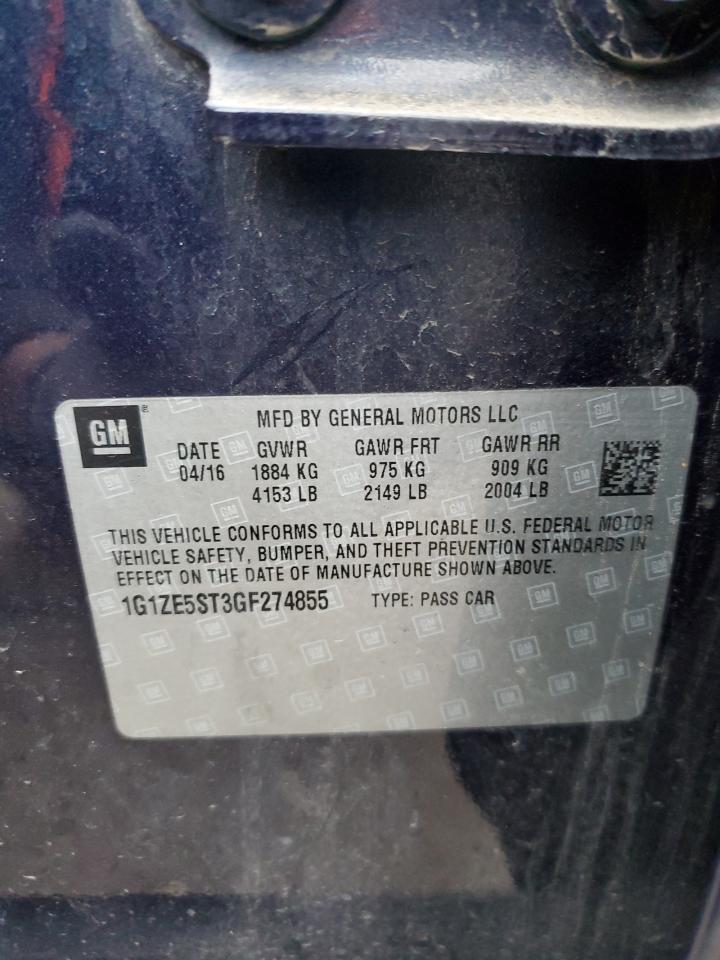 GM
MFD BY GENERAL MOTORS LLC
DATE GVWR GAWR FRT GAWR RR
04/16 1884 KG 975 KG 909 KG
4153 LB 2149 LB 2004 LB
THIS VEHICLE CONFORMS TO ALL APPLICABLE U.S. FEDERAL MOTOR
VEHICLE SAFETY, BUMPER, AND THEFT PREVENTION STANDARDS IN
EFFECT ON THE DATE OF MANUFACTURE SHOWN ABOVE.
1G1ZE5ST3GF274855 TYPE: PASS CAR